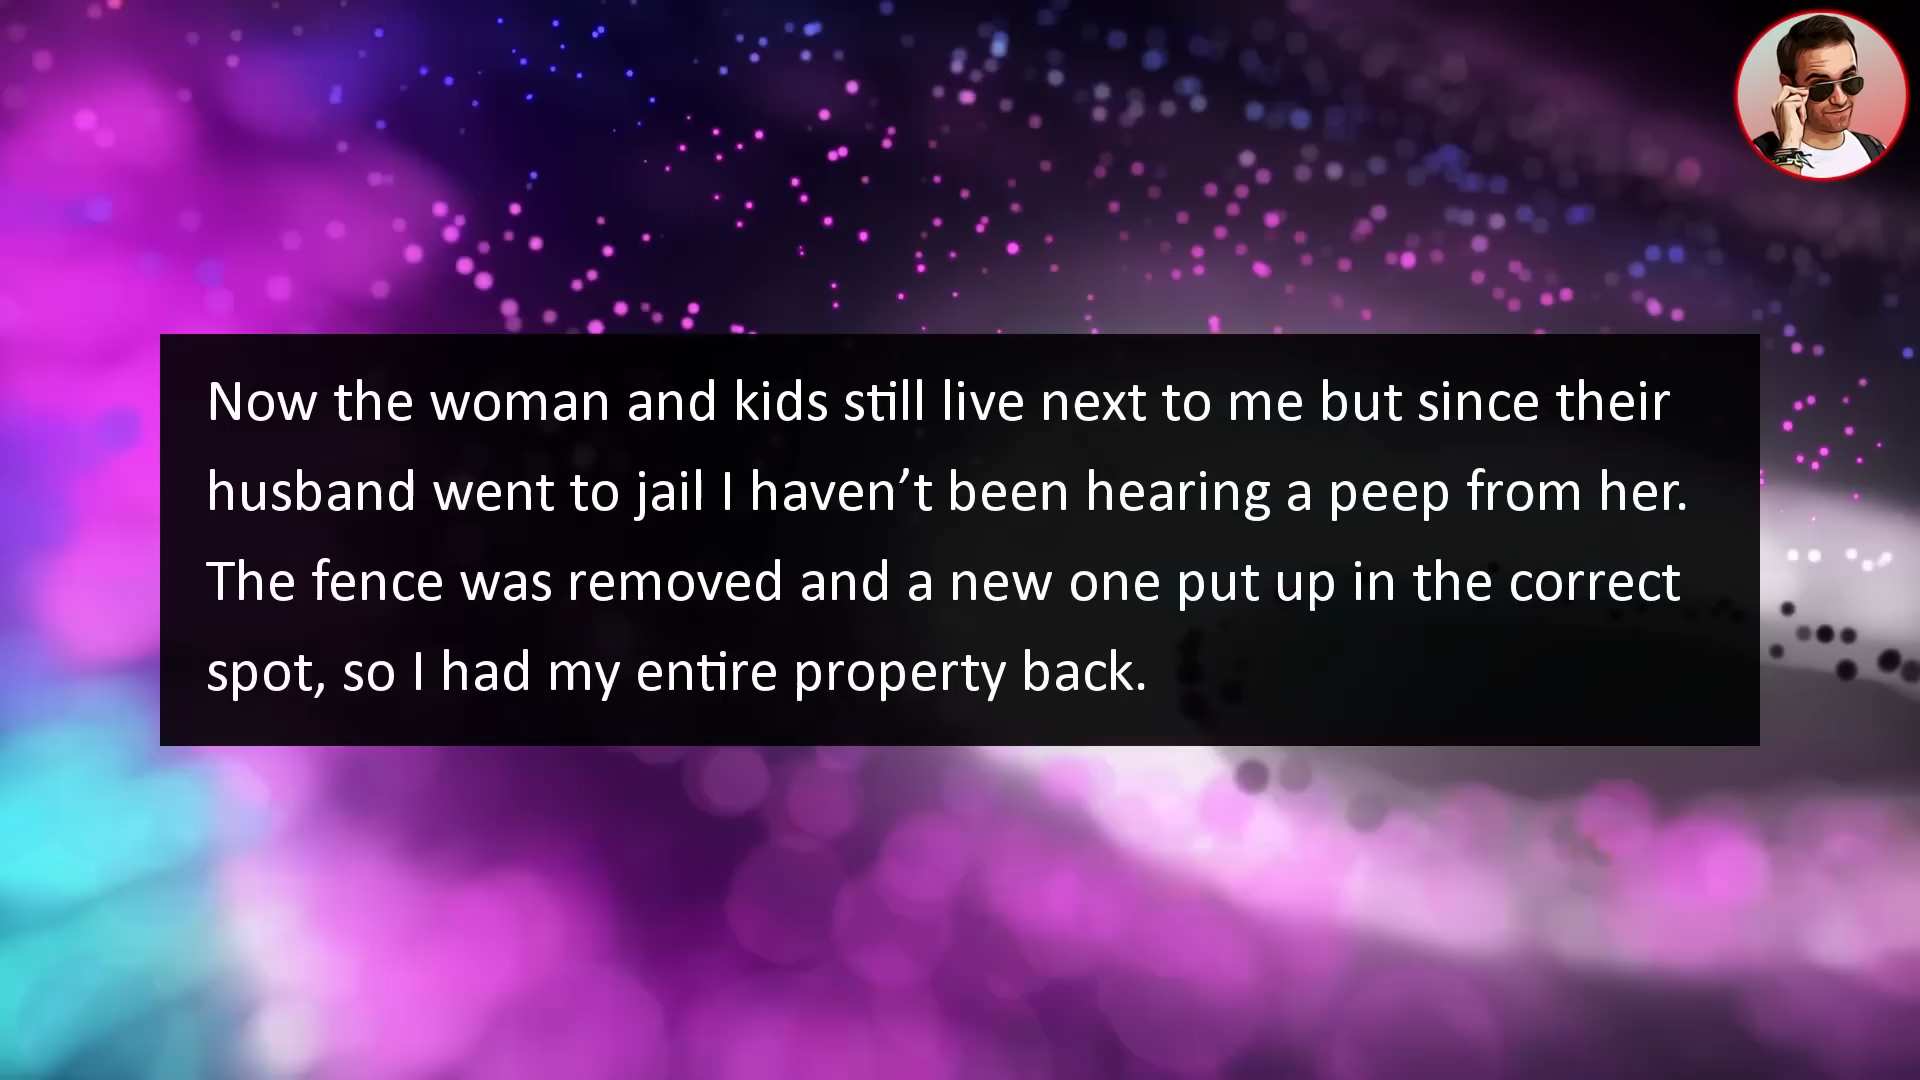 Now the woman and kids still live next to me but since their
husband went to jail I haven’t been hearing a peep from her.
The fence was removed and a new one put up in the correct
spot, so I had my entire property back.